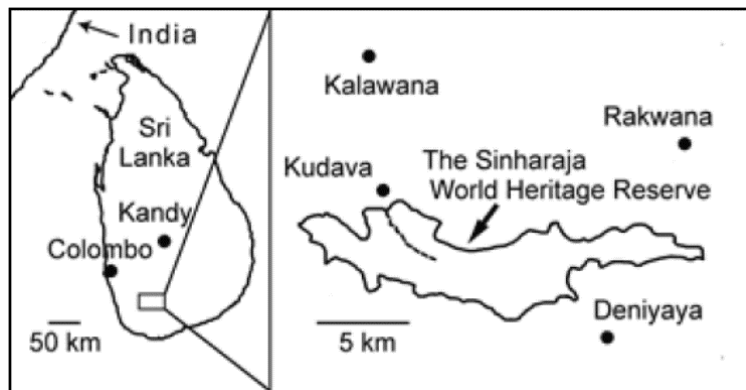 India
Sri
Lanka
Kandy
Colombo
50 km
Kalawana
Rakwana
Kudava
The Sinharaja
World Heritage Reserve
5 km
Deniyaya